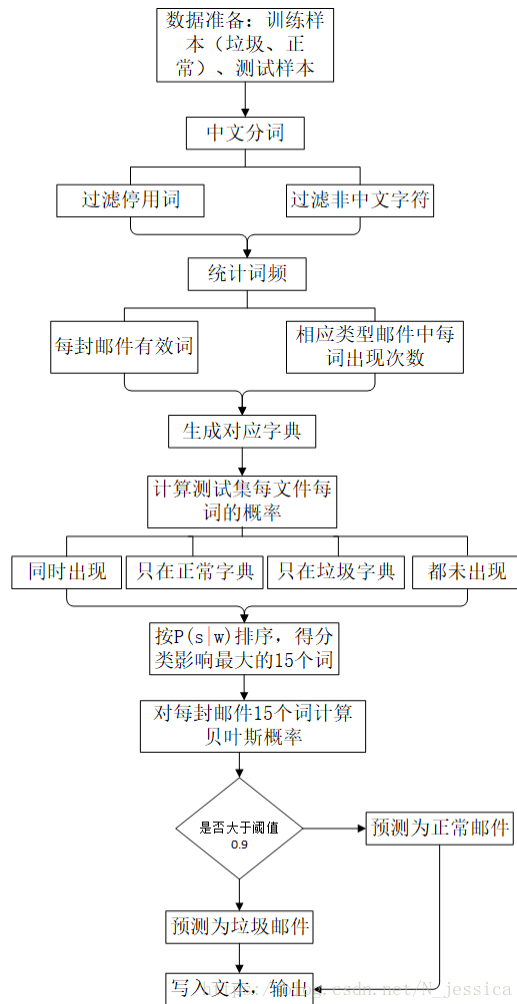 数据准备：训练样
本（垃圾、正
常）、测试样本
中文分词
过滤停用词
过滤非中文字符
统计词频
每封邮件有效词
相应类型邮件中每
词出现次数
生成对应字典
计算测试集每文件每
词的概率
同时出现
只在正常字典
只在垃圾字典
都未出现
按P(s|w)排序，得分
类影响最大的15个词
对每封邮件15个词计算
贝叶斯概率
是否大于阈值
0.9
预测为正常邮件
预测为垃圾邮件
写入文本，输出
https://blog.csdn.net/N_jessica